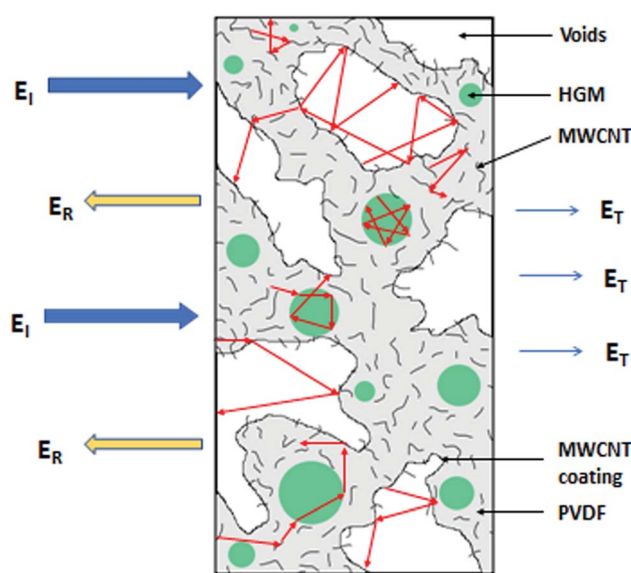 Voids
E_I
HGM
MWCNT
E_R
E_T
E_T
E_I
E_T
E_R
MWCNT
coating
PVDF